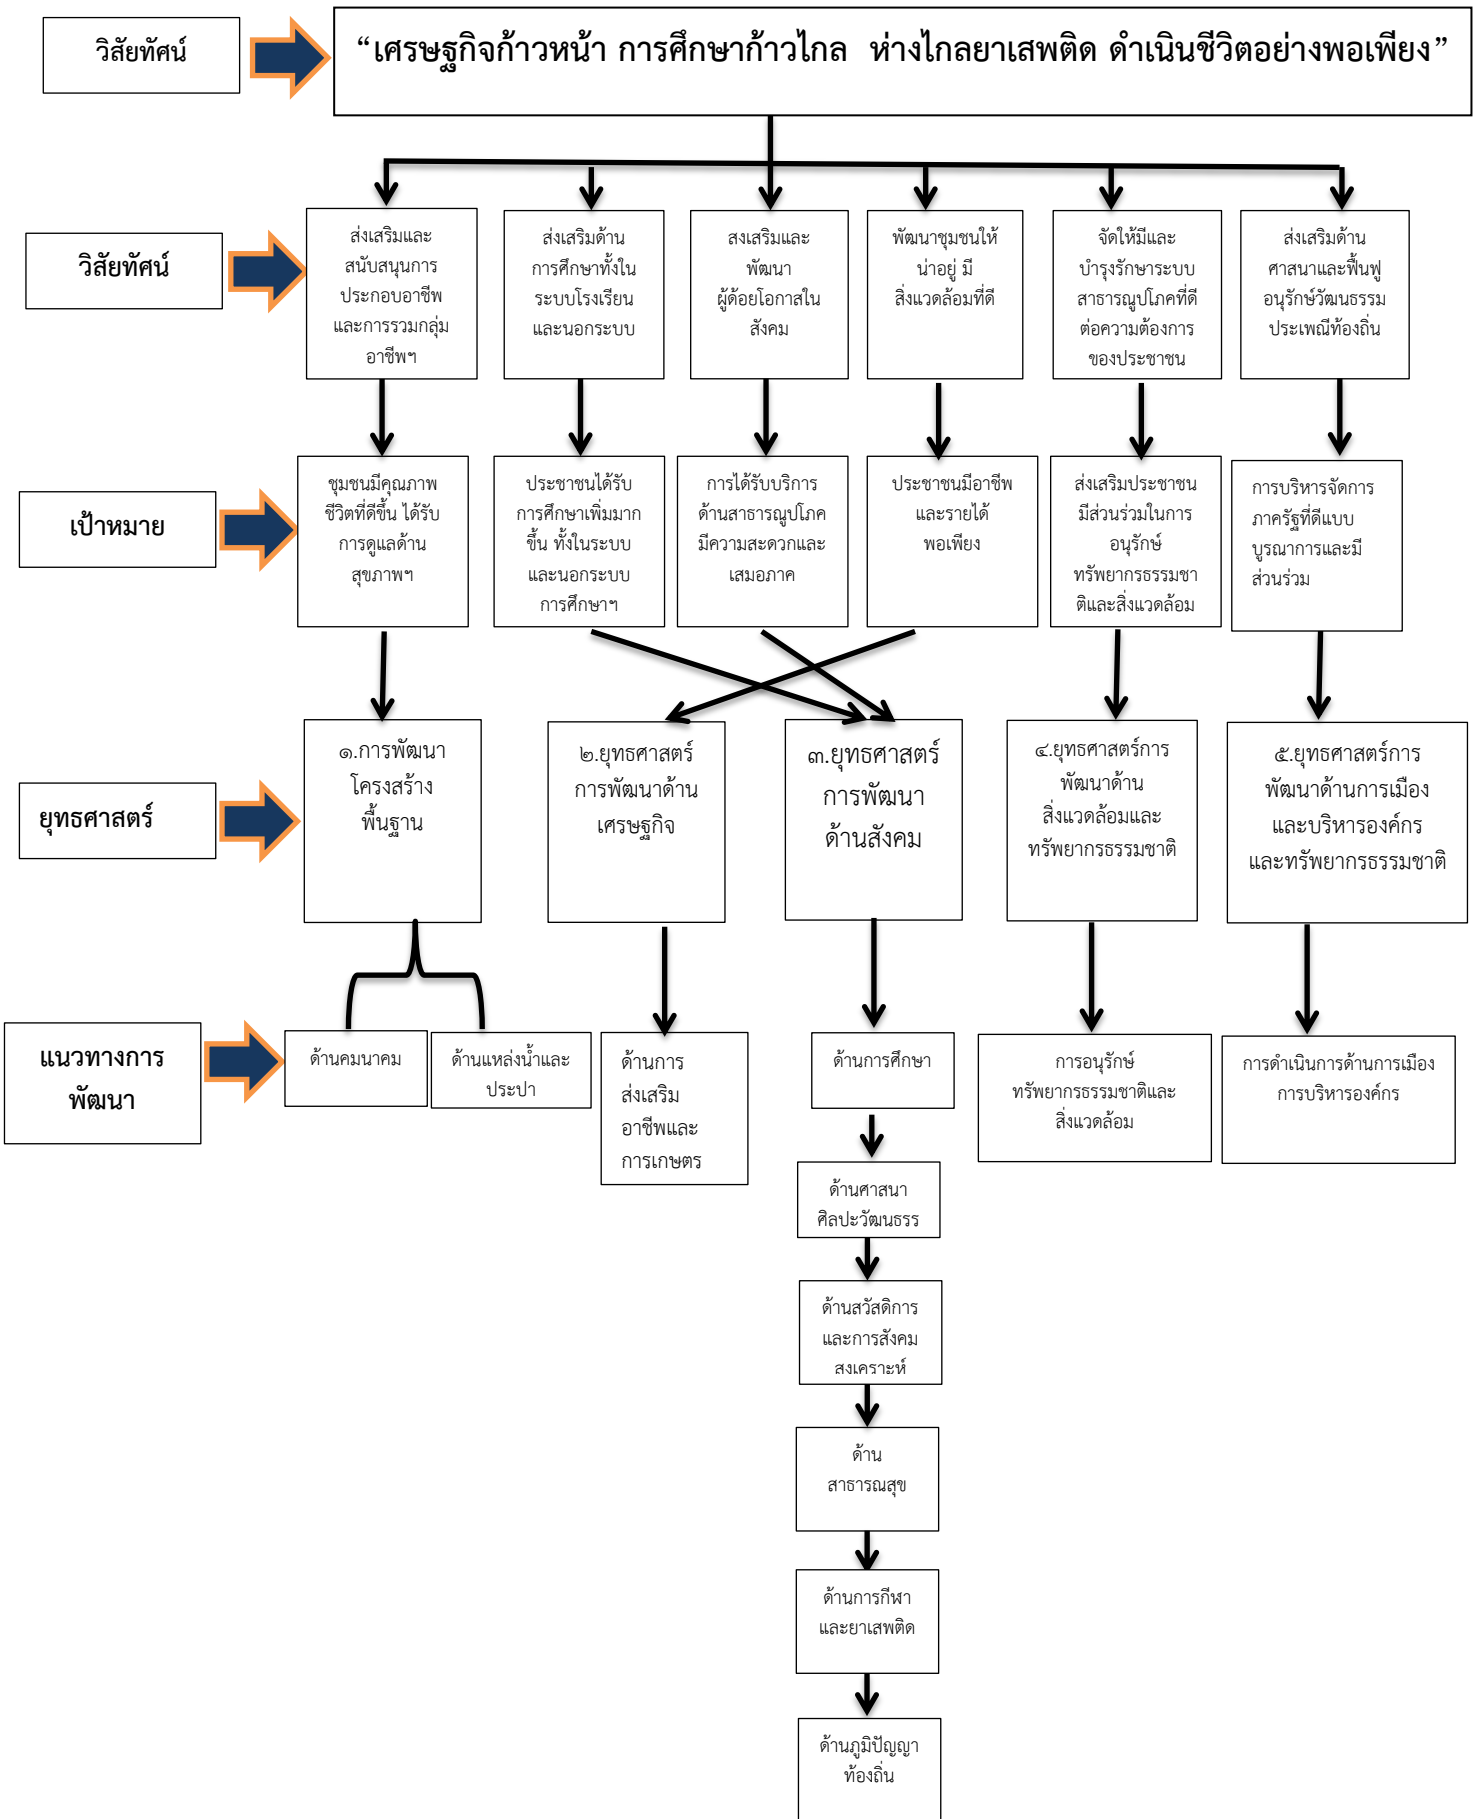 วิสัยทัศน์
“เศรษฐกิจก้าวหน้า การศึกษาก้าวไกล ห่างไกลยาเสพติด ดำเนินชีวิตอย่างพอเพียง”
วิสัยทัศน์
ส่งเสริมและ
สนับสนุนการ
ประกอบอาชีพ
และการรวมกลุ่ม
อาชีพฯ
ส่งเสริมด้าน
การศึกษาทั้งใน
ระบบโรงเรียน
และนอกระบบ
สงเสริมและ
พัฒนา
ผู้ด้อยโอกาสใน
สังคม
พัฒนาชุมชนให้
น่าอยู่ มี
สิ่งแวดล้อมที่ดี
จัดให้มีและ
บำรุงรักษาระบบ
สาธารณูปโภคที่ดี
ต่อความต้องการ
ของประชาชน
ส่งเสริมด้าน
ศาสนาและฟื้นฟู
อนุรักษ์วัฒนธรรม
ประเพณีท้องถิ่น
เป้าหมาย
ชุมชนมีคุณภาพ
ชีวิตที่ดีขึ้น ได้รับ
การดูแลด้าน
สุขภาพฯ
ประชาชนได้รับ
การศึกษาเพิ่มมาก
ขึ้น ทั้งในระบบ
และนอกระบบ
การศึกษาฯ
การได้รับบริการ
ด้านสาธารณูปโภค
มีความสะดวกและ
เสมอภาค
ประชาชนมีอาชีพ
และรายได้
พอเพียง
ส่งเสริมประชาชน
มีส่วนร่วมในการ
อนุรักษ์
ทรัพยากรธรรมชา
ติและสิ่งแวดล้อม
การบริหารจัดการ
ภาครัฐที่ดีแบบ
บูรณาการและมี
ส่วนร่วม
ยุทธศาสตร์
๑.การพัฒนา
โครงสร้าง
พื้นฐาน
๒.ยุทธศาสตร์
การพัฒนาด้าน
เศรษฐกิจ
๓.ยุทธศาสตร์
การพัฒนา
ด้านสังคม
๔.ยุทธศาสตร์การ
พัฒนาด้าน
สิ่งแวดล้อมและ
ทรัพยากรธรรมชาติ
๕.ยุทธศาสตร์การ
พัฒนาด้านการเมือง
และบริหารองค์กร
และทรัพยากรธรรมชาติ
แนวทางการ
พัฒนา
ด้านคมนาคม
ด้านแหล่งน้ำและ
ประปา
ด้านการ
ส่งเสริม
อาชีพและ
การเกษตร
ด้านการศึกษา
การอนุรักษ์
ทรัพยากรธรรมชาติและ
สิ่งแวดล้อม
การดำเนินการด้านการเมือง
การบริหารองค์กร
ด้านศาสนา
ศิลปะวัฒนธรร
ด้านสวัสดิการ
และการสังคม
สงเคราะห์
ด้าน
สาธารณสุข
ด้านการกีฬา
และยาเสพติด
ด้านภูมิปัญญา
ท้องถิ่น